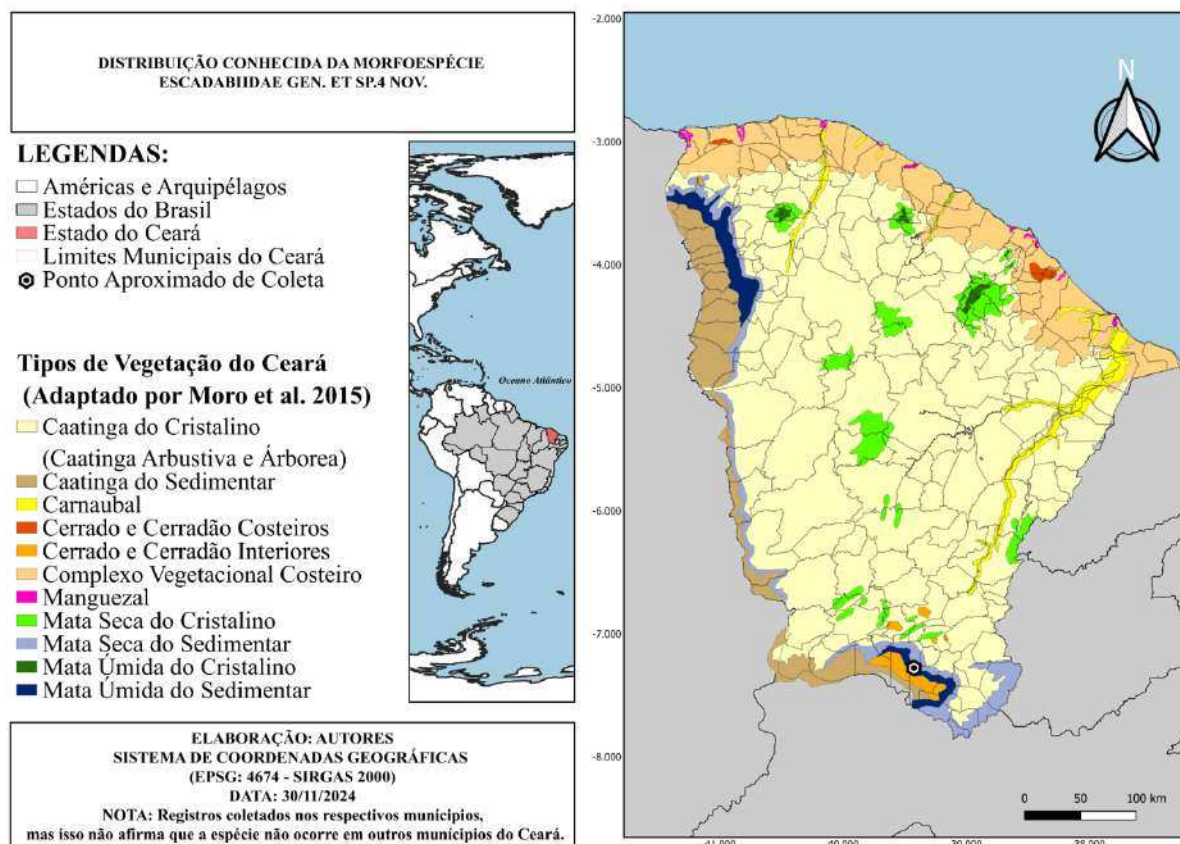 DISTRIBUIÇÃO CONHECIDA DA MORFOESPÉCIE
ESCADABIIDAE GEN. ET SP.4 NOV.
LEGENDAS:
Américas e Arquipélagos
Estados do Brasil
Estado do Ceará
Limites Municipais do Ceará
Ponto Aproximado de Coleta
Tipos de Vegetação do Ceará
(Adaptado por Moro et al. 2015)
Caatinga do Cristalino
(Caatinga Arbustiva e Árborea)
Caatinga do Sedimentar
Carnaubal
Cerrado e Cerradão Costeiros
Cerrado e Cerradão Interiores
Complexo Vegetacional Costeiro
Manguezal
Mata Seca do Cristalino
Mata Seca do Sedimentar
Mata Úmida do Cristalino
Mata Úmida do Sedimentar
Oceano Atlântico
ELABORAÇÃO: AUTORES
SISTEMA DE COORDENADAS GEOGRÁFICAS
(EPSG: 4674 - SIRGAS 2000)
DATA: 30/11/2024
NOTA: Registros coletados nos respectivos municipios,
mas isso não afirma que a espécie não ocorre em outros munícipios do Ceará.
-2.000
-3.000
-4.000
-5.000
-6.000
-7.000
-8.000
N
0 50 100 km